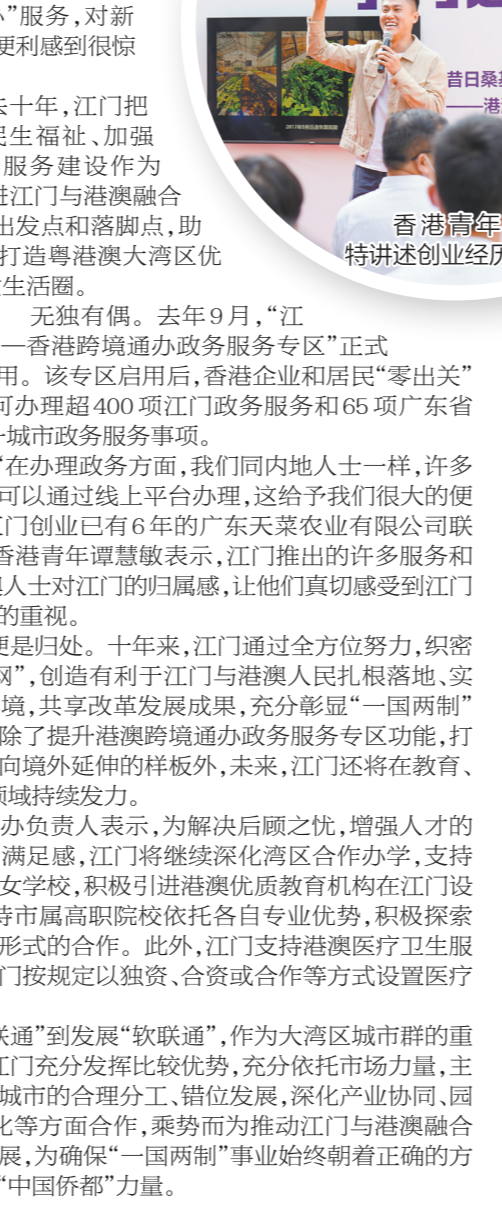 ”服务，对新
更利感到很惊
去十年，江门把
民生福祉、加强
服务建设作为
进江门与港澳融合
出发点和落脚点，助
打造粤港澳大湾区优
生活圈。
无独有偶。去年9月，“江
—香港跨境通办政务服务专区”正式
用。该专区启用后，香港企业和居民“零出关”
可办理超400项江门政务服务和65项广东省
城市政务服务事项。
“在办理政务方面，我们同内地人士一样，许多
可以通过线上平台办理，这给予我们很大的便
江门创业已有6年的广东天菜农业有限公司联
香港青年谭慧敏表示，江门推出的许多服务和
澳人士对江门的归属感，让他们真切感受到江门
的重视。
便是归处。十年来，江门通过全方位努力，织密
网”，创造有利于江门与港澳人民扎根落地、实
境，共享改革发展成果，充分彰显“一国两制”
除了提升港澳跨境通办政务服务专区功能，打
向境外延伸的样板外，未来，江门还将在教育、
领域持续发力。
办负责人表示，为解决后顾之忧，增强人才的
满足感，江门将继续深化湾区合作办学，支持
女学校，积极引进港澳优质教育机构在江门设
持市属高职院校依托各自专业优势，积极探索
形式的合作。此外，江门支持港澳医疗卫生服
门按规定以独资、合资或合作等方式设置医疗
联通”到发展“软联通”，作为大湾区城市群的重
江门充分发挥比较优势，充分依托市场力量，主
城市的合理分工、错位发展，深化产业协同、园
化等方面合作，乘势而为推动江门与港澳融合
展，为确保“一国两制”事业始终朝着正确的方
“中国侨都”力量。
昔日桑基
——港
香港青年
特讲述创业经历